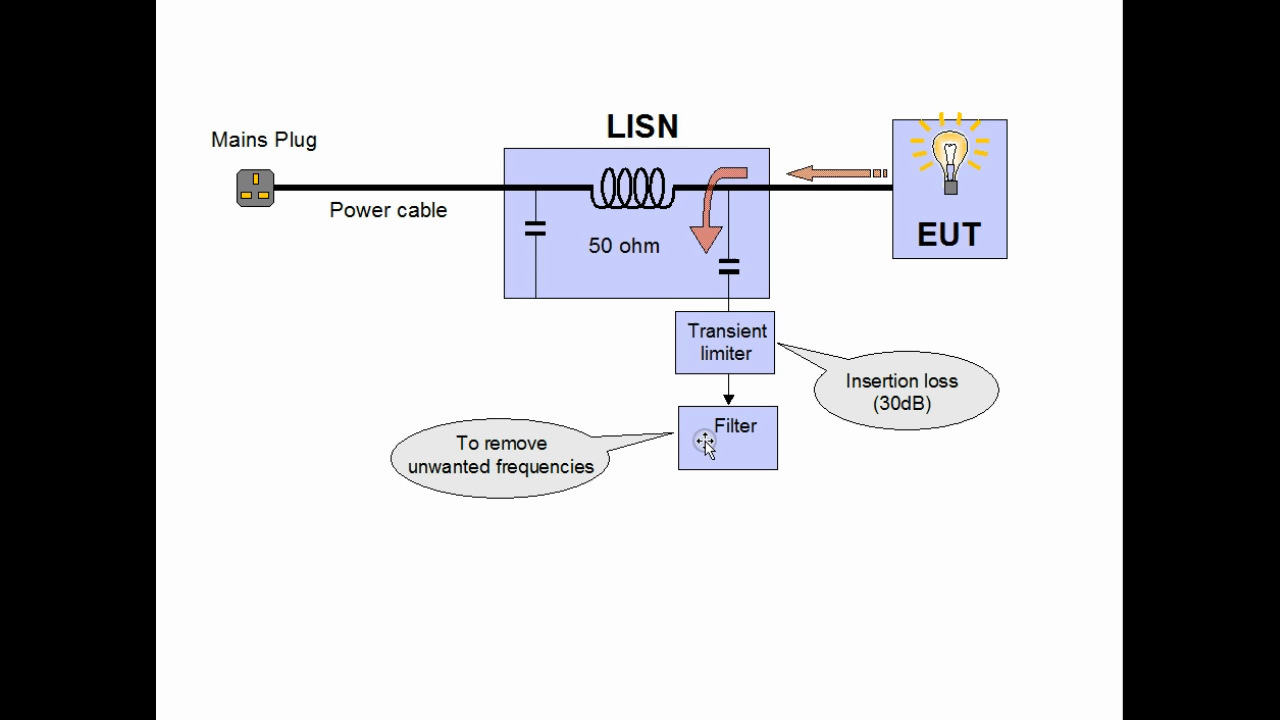 LISN
Mains Plug
Power cable
50 ohm
EUT
Transient
limiter
Insertion loss
(30dB)
Filter
To remove
unwanted frequencies